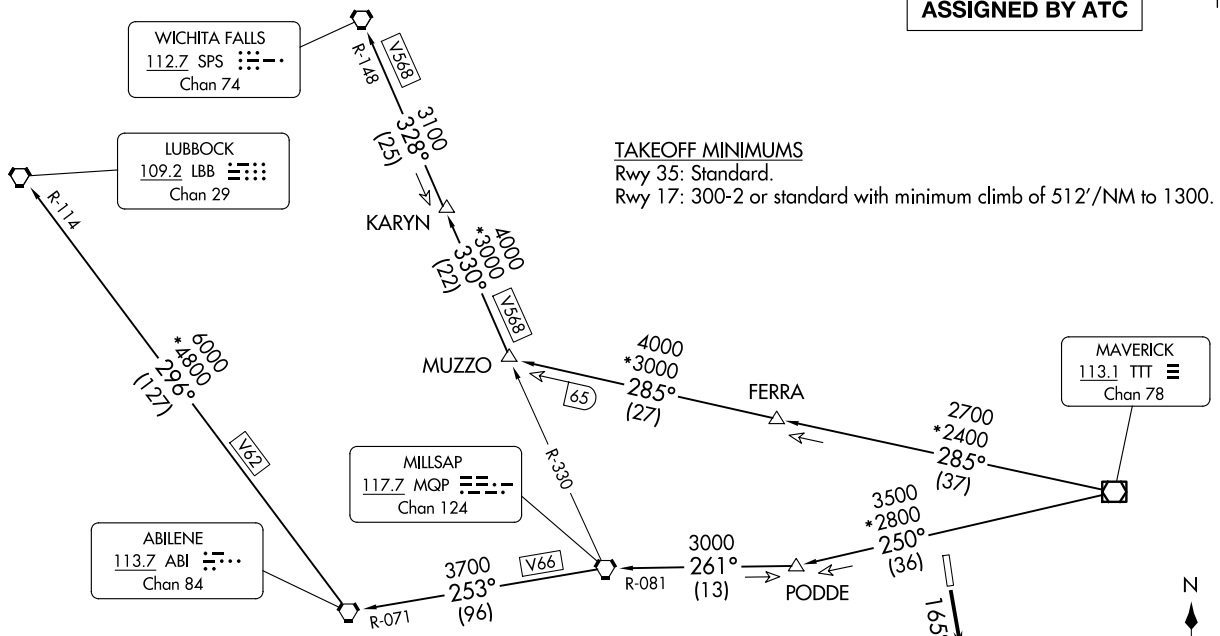 ASSIGNED BY ATC
WICHITA FALLS
112.7 SPS
Chan 74
R-148
V568
3100
328°
(25)
LUBBOCK
109.2 LBB
Chan 29
R-114
TAKEOFF MINIMUMS
Rwy 35: Standard.
Rwy 17: 300-2 or standard with minimum climb of 512'/NM to 1300.
KARYN
4000
*3000
330°
(22)
V568
6000
*4800
296°
(127)
V62
MUZZO
4000
*3000
285°
(27)
65
FERRA
MAVERICK
113.1 TTT
Chan 78
2700
*2400
285°
(37)
R-330
MILLSAP
117.7 MQP
Chan 124
3500
*2800
250°
(36)
ABILENE
113.7 ABI
Chan 84
R-071
3700
253°
(96)
V66
R-081
3000
261°
(13)
PODDE
165°
N